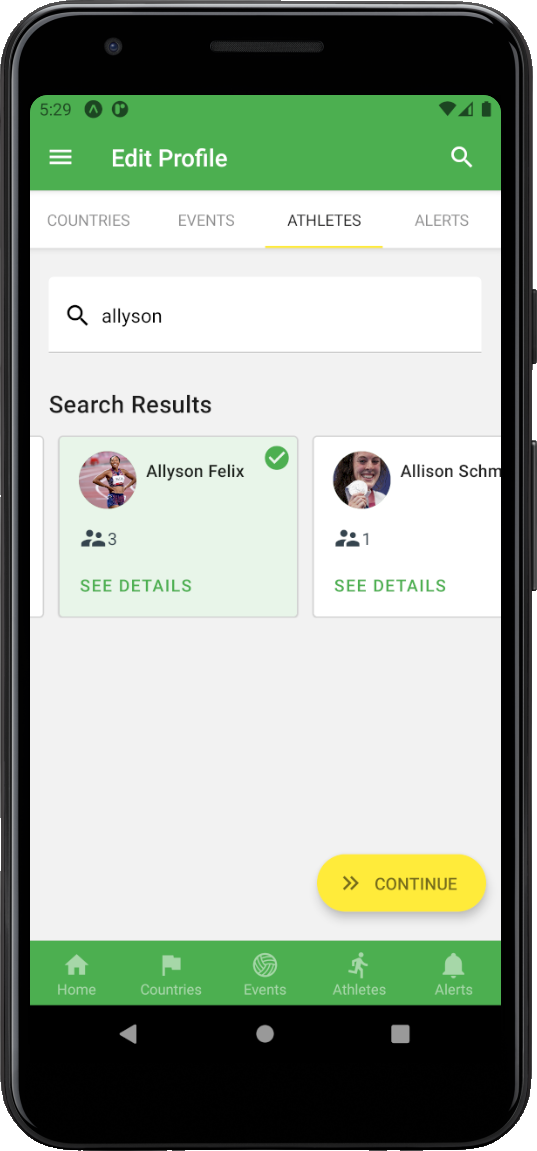 5:29
Edit Profile
COUNTRIES EVENTS ATHLETES ALERTS
allyson
Search Results
Allyson Felix
Allison Schm
3
1
SEE DETAILS
SEE DETAILS
CONTINUE
Home Countries Events Athletes Alerts